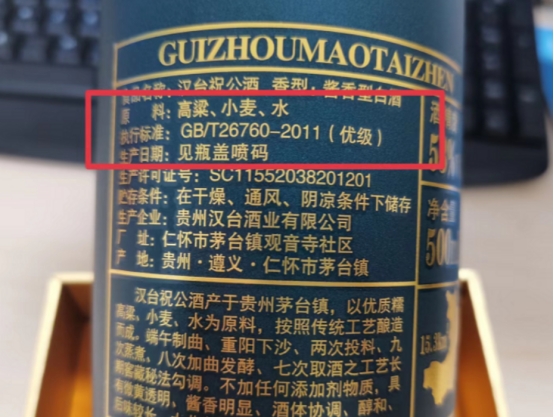 GUIZHOUMAOTAIZHEN
名称：汉台祝公酒 香型：酱香型白酒
原 料：高粱、小麦、水
执行标准：GB/T26760-2011（优级）
生产日期：见瓶盖喷码
生产许可证号：SC11552038201201
贮存条件：在干燥、通风、阴凉条件下储存
生产企业：贵州汉台酒业有限公司
厂 址：仁怀市茅台镇观音寺社区
产 地：贵州·遵义·仁怀市茅台镇
净含量
500
汉台祝公酒产于贵州茅台镇，以优质糯
高粱、小麦、水为原料，按照传统工艺酿造
而成，端午制曲、重阳下沙、两次投料、九
次蒸煮、八次加曲发酵、七次取酒之工艺长
藏秘法勾调。不加任何添加剂物质，具
有微黄透明、酱香明显、酒体协调、醇和、